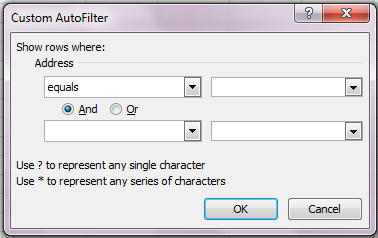 Custom AutoFilter
Show rows where:
Address
equals
And Or
Use ? to represent any single character
Use * to represent any series of characters
OK Cancel